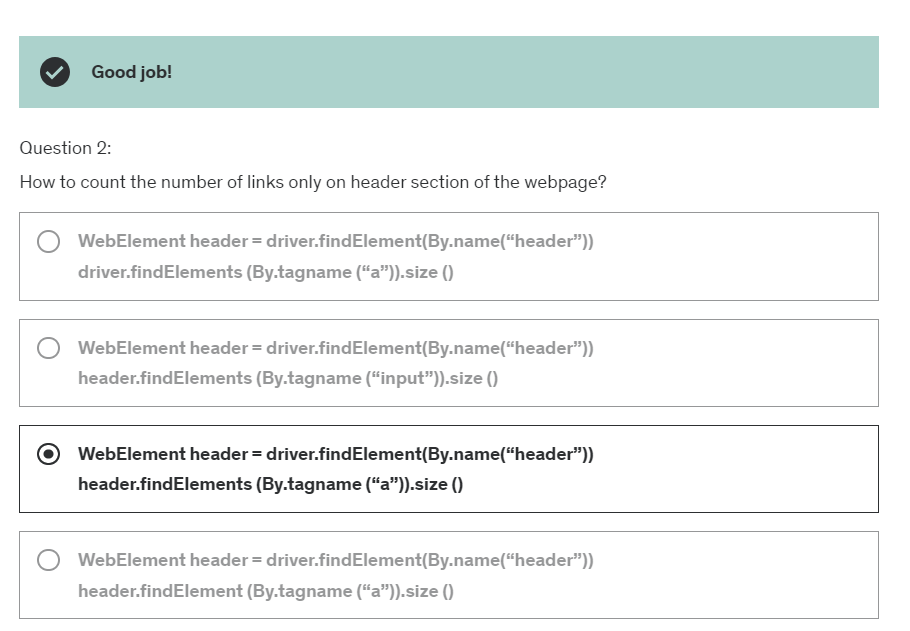 Good job!
Question 2:
How to count the number of links only on header section of the webpage?
WebElement header = driver.findElement(By.name(“header”))
driver.findElements (By.tagname (“a”)).size ()
WebElement header = driver.findElement(By.name(“header”))
header.findElements (By.tagname (“input”)).size ()
WebElement header = driver.findElement(By.name(“header”))
header.findElements (By.tagname (“a”)).size ()
WebElement header = driver.findElement(By.name(“header”))
header.findElement (By.tagname (“a”)).size ()